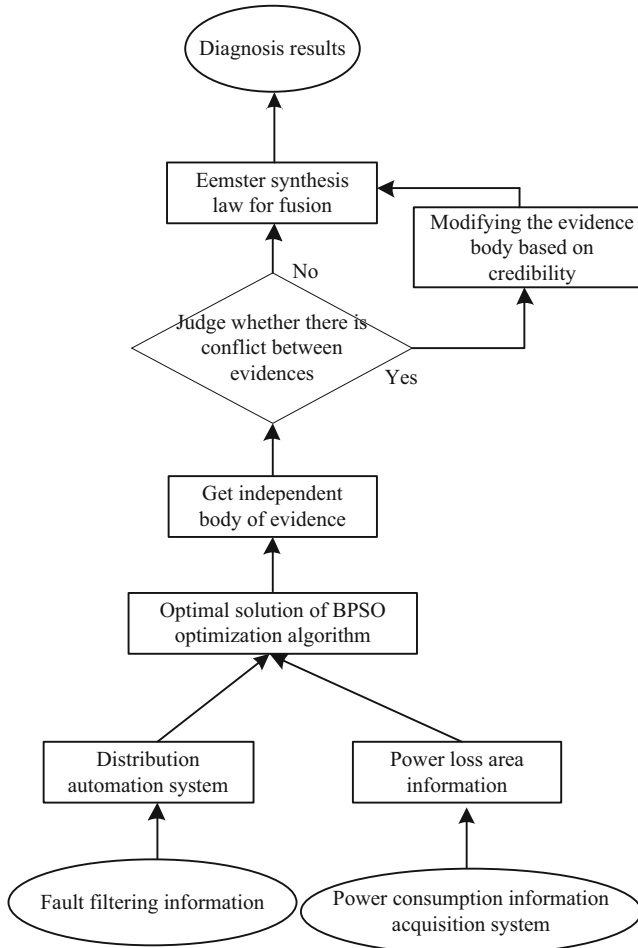 Diagnosis results
Eemster synthesis
law for fusion
Modifying the evidence
body based on
credibility
No
Judge whether there is
conflict between
evidences
Yes
Get independent
body of evidence
Optimal solution of BPSO
optimization algorithm
Distribution
automation system
Power loss area
information
Fault filtering information
Power consumption information
acquisition system